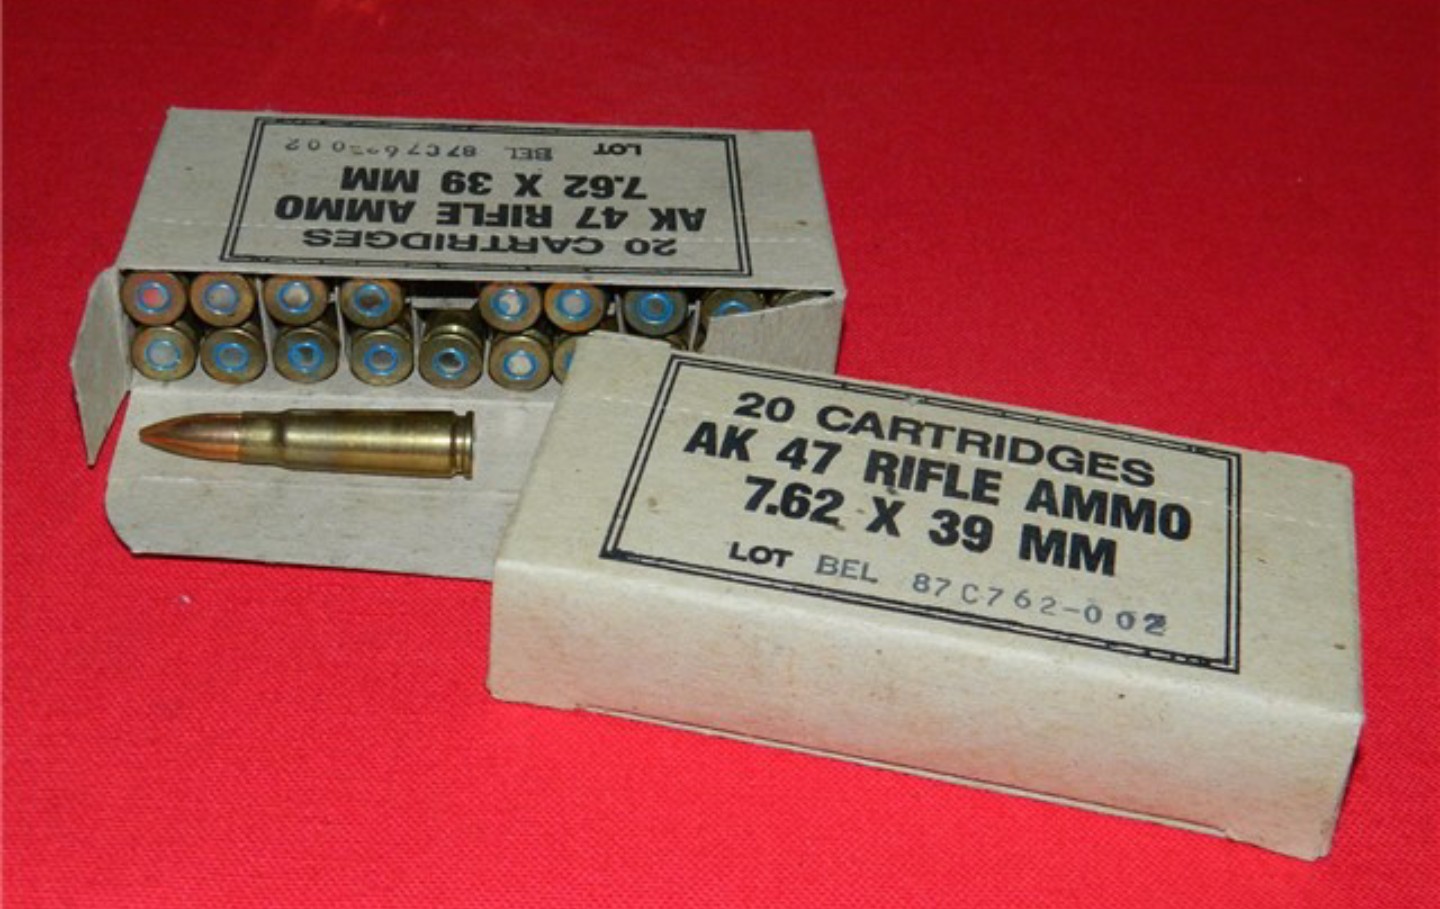 20 CARTRIDGES
AK 47 RIFLE AMMO
7.62 X 39 MM
LOT BEL 87C762-002
20 CARTRIDGES
AK 47 RIFLE AMMO
7.62 X 39 MM
LOT BEL 87C762-002